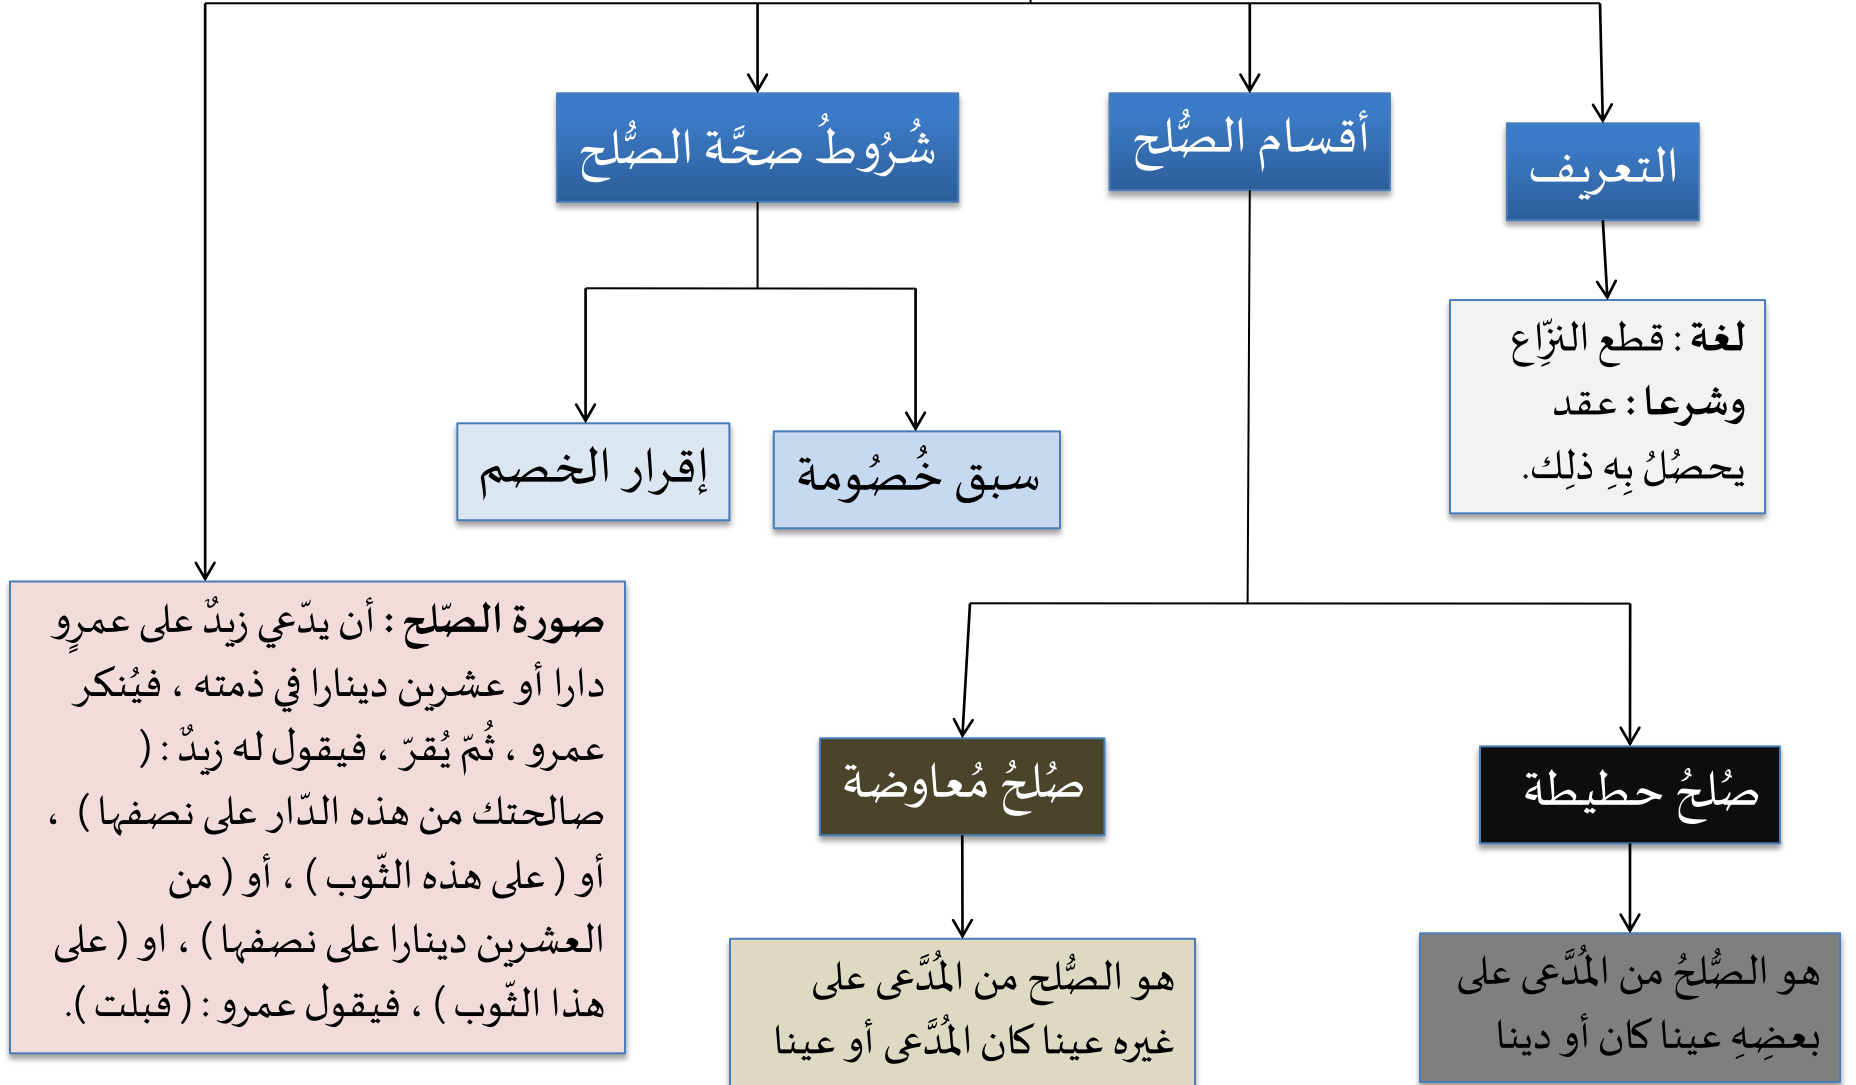 التعريف
لغة : قطع النزِّاع
وشرعا : عقد
يحصُلُ بِهِ ذلِك.
أقسام الصُّلح
صُلحُ حطيطة
هو الصُّلحُ من المُدَّعى على
بعضِهِ عينا كان أو دينا
صُلحُ مُعاوضة
هو الصُّلح من المُدَّعى على
غيره عينا كان المُدَّعى أو عينا
شُرُوطُ صحَّة الصُّلح
سبق خُصُومة
إقرار الخصم
صورة الصّلح : أن يدّعي زيدٌ على عمرٍو
دارا أو عشرين دينارا في ذمته ، فيُنكر
عمرو ، ثُمّ يُقرّ ، فيقول له زيدٌ : (
صالحتك من هذه الدّار على نصفها ) ،
أو ( على هذه الثّوب ) ، أو ( من
العشرين دينارا على نصفها ) ، او ( على
هذا الثّوب ) ، فيقول عمرو : ( قبلت ).